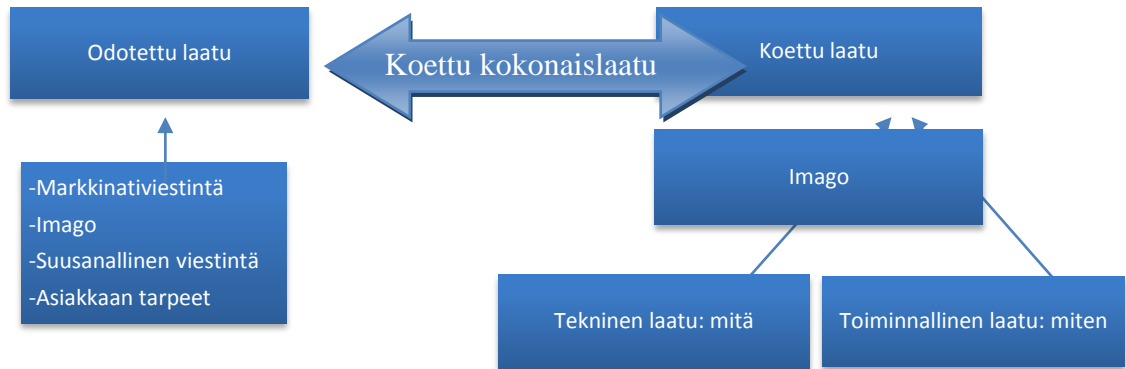 Odotettu laatu
Koettu kokonaislaatu
Koettu laatu
-Markkinativiestintä
-Imago
-Suusanallinen viestintä
-Asiakkaan tarpeet
Imago
Tekninen laatu: mitä
Toiminnallinen laatu: miten